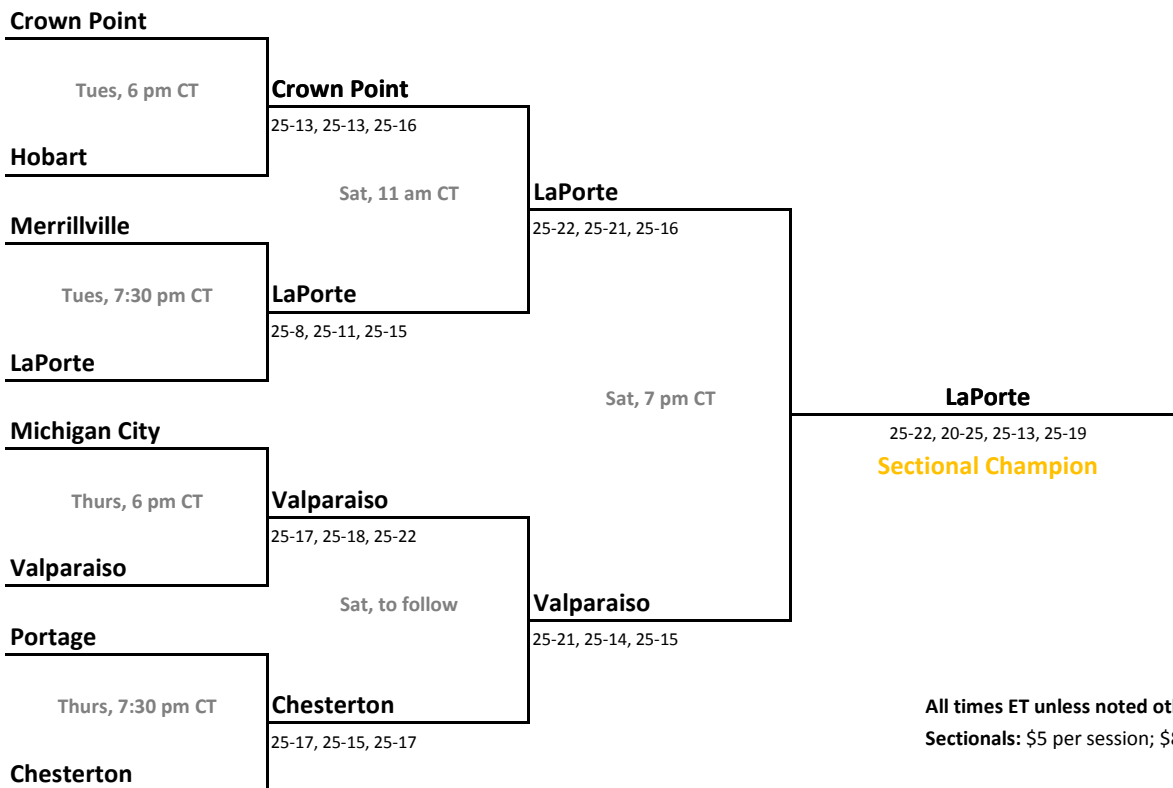 Crown Point
Tues, 6 pm CT
Crown Point
25-13, 25-13, 25-16
Hobart
Sat, 11 am CT
LaPorte
25-22, 25-21, 25-16
Merrillville
Tues, 7:30 pm CT
LaPorte
25-8, 25-11, 25-15
LaPorte
Sat, 7 pm CT
LaPorte
25-22, 20-25, 25-13, 25-19
Sectional Champion
Michigan City
Thurs, 6 pm CT
Valparaiso
25-17, 25-18, 25-22
Valparaiso
Sat, to follow
Valparaiso
25-21, 25-14, 25-15
Portage
Thurs, 7:30 pm CT
Chesterton
25-17, 25-15, 25-17
Chesterton
All times ET unless noted
Sectionals: $5 per session;